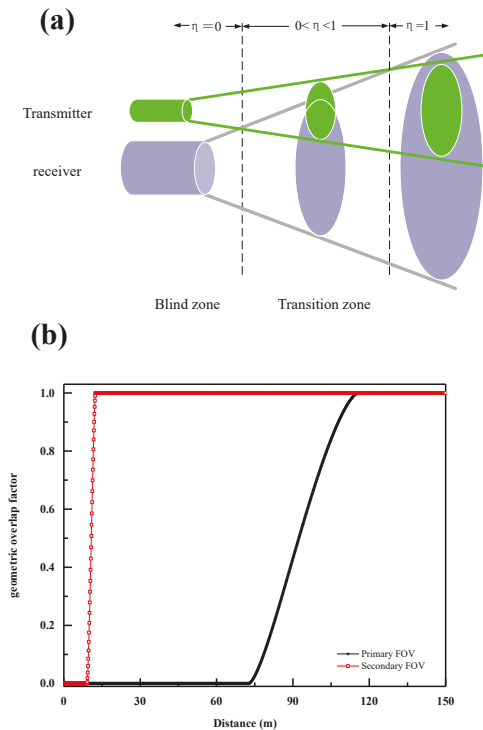 (a)
η=0
0< η <1
η=1
Transmitter
receiver
Blind zone
Transition zone
(b)
geometric overlap factor
1.0
0.8
0.6
0.4
0.2
0.0
Primary FOV
Secondary FOV
0
30
60
90
120
150
Distance (m)